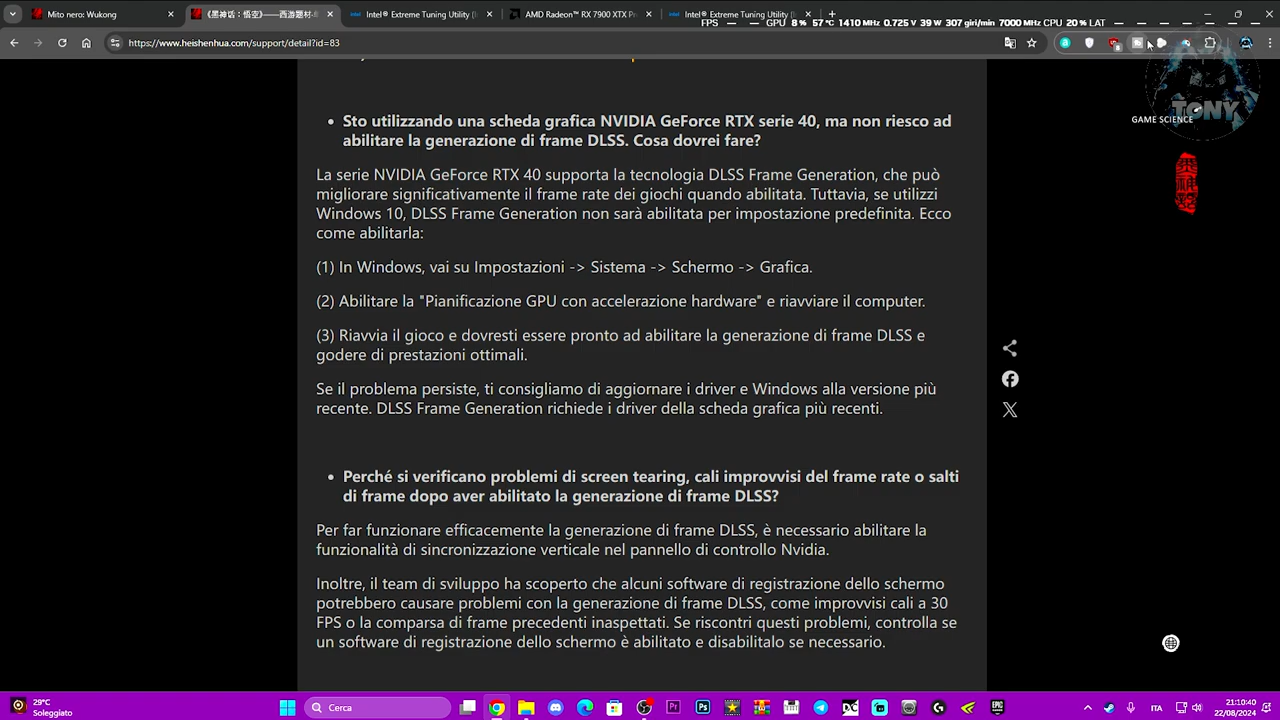 Mito nero: Wukong
《黑神话：悟空》——西游题材·
Intel® Extreme Tuning Utility (I
AMD Radeon™ RX 7900 XTX Po
Intel® Extreme Tuning Utility (I
FPS GPU 8 % 57 °C 1410 MHz 0.725 V 39 W 307 giri/min 7000 MHz CPU 20 % LAT
https://www.heishenhua.com/support/detail?id=83
TONY
GAME SCIENCE
• Sto utilizzando una scheda grafica NVIDIA GeForce RTX serie 40, ma non riesco ad
abilitare la generazione di frame DLSS. Cosa dovrei fare?
La serie NVIDIA GeForce RTX 40 supporta la tecnologia DLSS Frame Generation, che può
migliorare significativamente il frame rate dei giochi quando abilitata. Tuttavia, se utilizzi
Windows 10, DLSS Frame Generation non sarà abilitata per impostazione predefinita. Ecco
come abilitarla:
(1) In Windows, vai su Impostazioni -> Sistema -> Schermo -> Grafica.
(2) Abilitare la "Pianificazione GPU con accelerazione hardware" e riavviare il computer.
(3) Riavvia il gioco e dovresti essere pronto ad abilitare la generazione di frame DLSS e
godere di prestazioni ottimali.
Se il problema persiste, ti consigliamo di aggiornare i driver e Windows alla versione più
recente. DLSS Frame Generation richiede i driver della scheda grafica più recenti.
• Perché si verificano problemi di screen tearing, cali improvvisi del frame rate o salti
di frame dopo aver abilitato la generazione di frame DLSS?
Per far funzionare efficacemente la generazione di frame DLSS, è necessario abilitare la
funzionalità di sincronizzazione verticale nel pannello di controllo Nvidia.
Inoltre, il team di sviluppo ha scoperto che alcuni software di registrazione dello schermo
potrebbero causare problemi con la generazione di frame DLSS, come improvvisi cali a 30
FPS o la comparsa di frame precedenti inaspettati. Se riscontri questi problemi, controlla se
un software di registrazione dello schermo è abilitato e disabilitalo se necessario.
29°C
Soleggiato
Cerca
ITA
21:10:40
22/08/2024